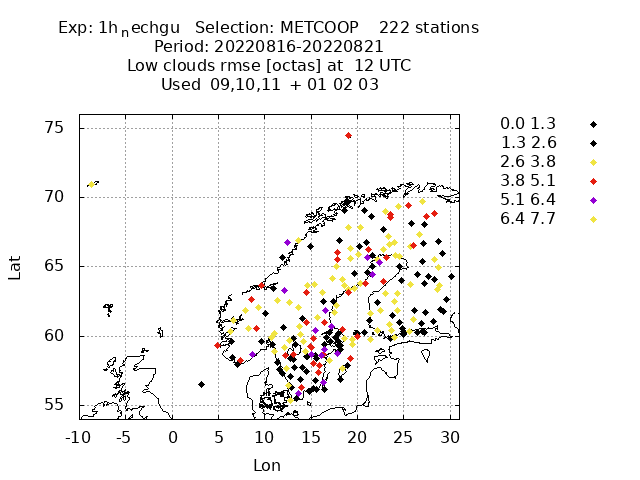 Exp: 1h_nechgu Selection: METCOOP 222 stations
Period: 20220816-20220821
Low clouds rmse [octas] at 12 UTC
Used 09,10,11 + 01 02 03
75
70
65
60
55
-10 -5 0 5 10 15 20 25 30
Lat
Lon
0.0 1.3
1.3 2.6
2.6 3.8
3.8 5.1
5.1 6.4
6.4 7.7